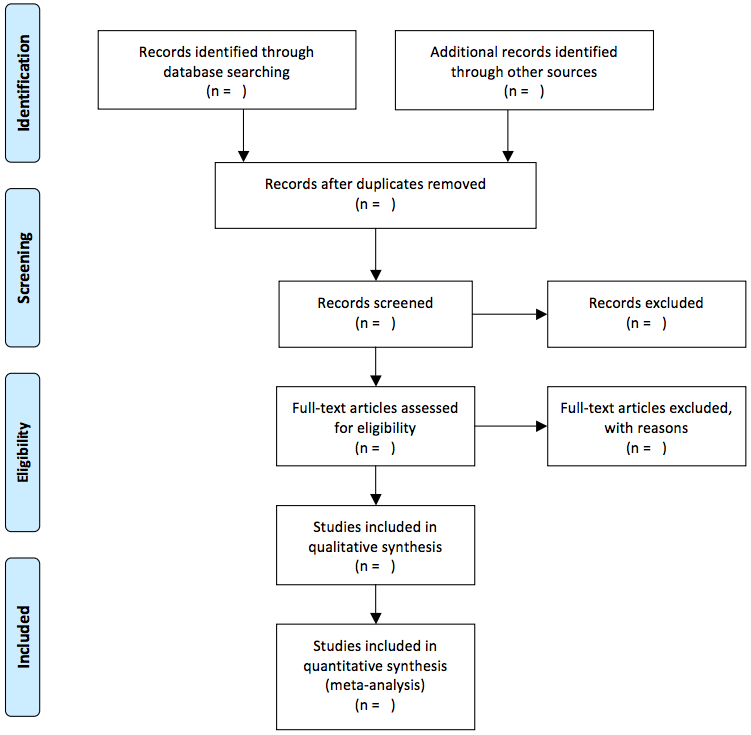 Identification
Records identified through
database searching
(n =   )
Additional records identified
through other sources
(n =   )
Records after duplicates removed
(n =   )
Screening
Records screened
(n =   )
Records excluded
(n =   )
Eligibility
Full-text articles assessed
for eligibility
(n =   )
Full-text articles excluded,
with reasons
(n =   )
Studies included in
qualitative synthesis
(n =   )
Included
Studies included in
quantitative synthesis
(meta-analysis)
(n =   )